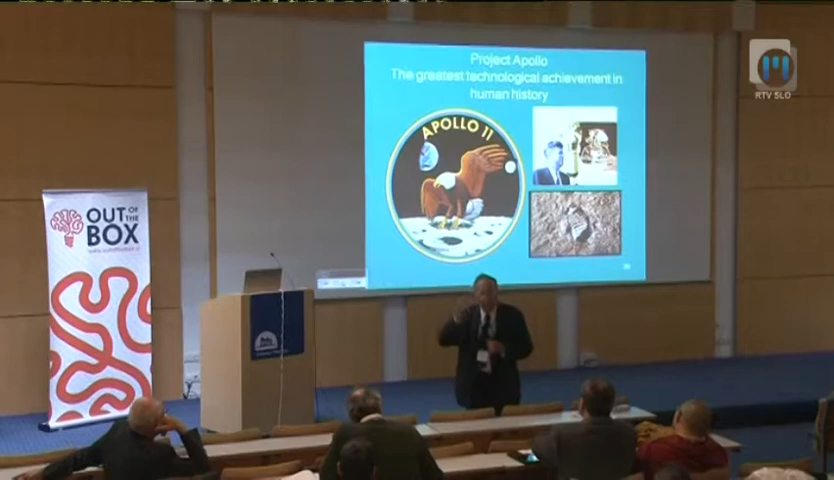 Project Apollo
The greatest technological achievement in
human history
APOLLO 11
RTV SLO
OUT OF THE
BOX